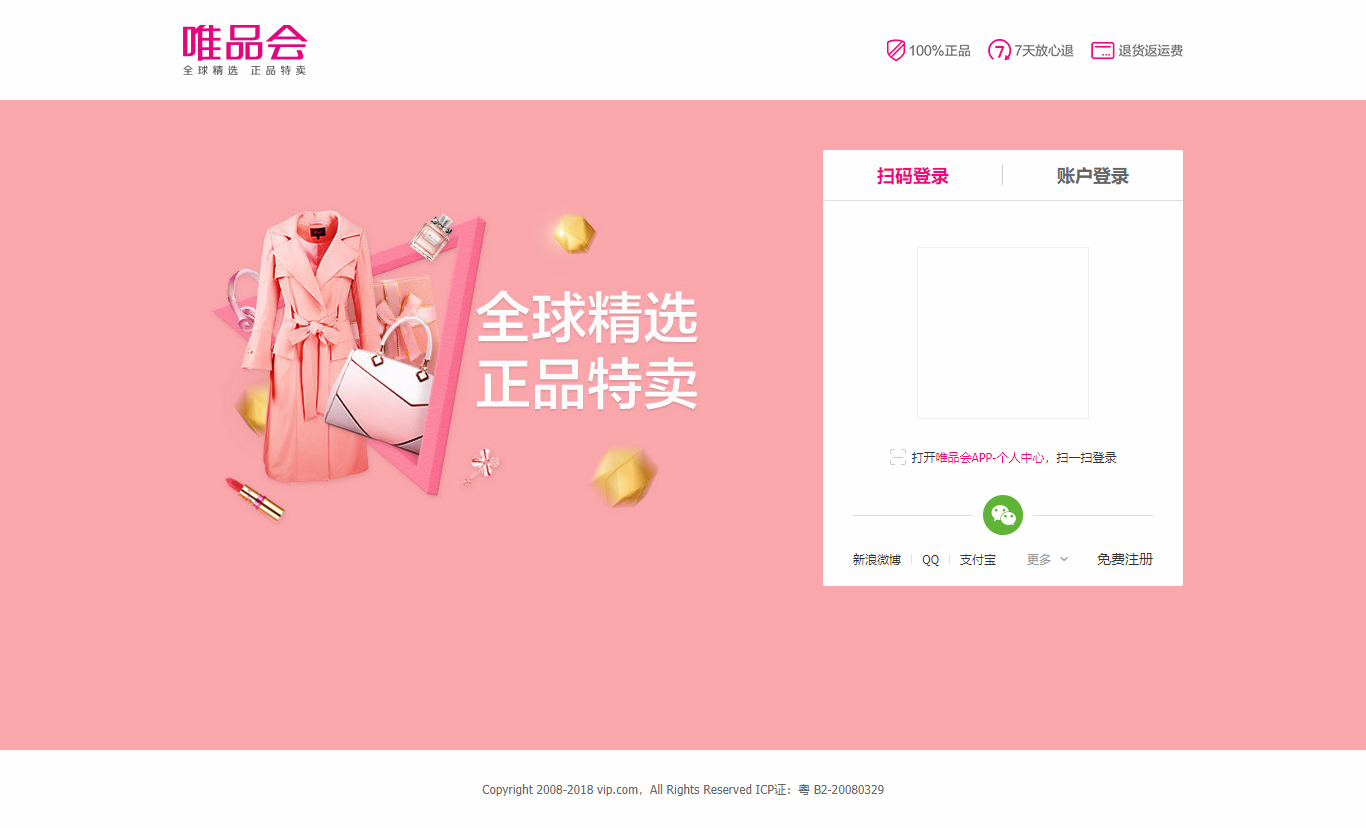 唯品会
全球精选 正品特卖
100%正品
7天放心退
退货返运费
扫码登录
账户登录
全球精选
正品特卖
打开唯品会APP-个人中心，扫一扫登录
新浪微博
QQ
支付宝
更多
免费注册
Copyright 2008-2018 vip.com，All Rights Reserved ICP证：粤 B2-20080329